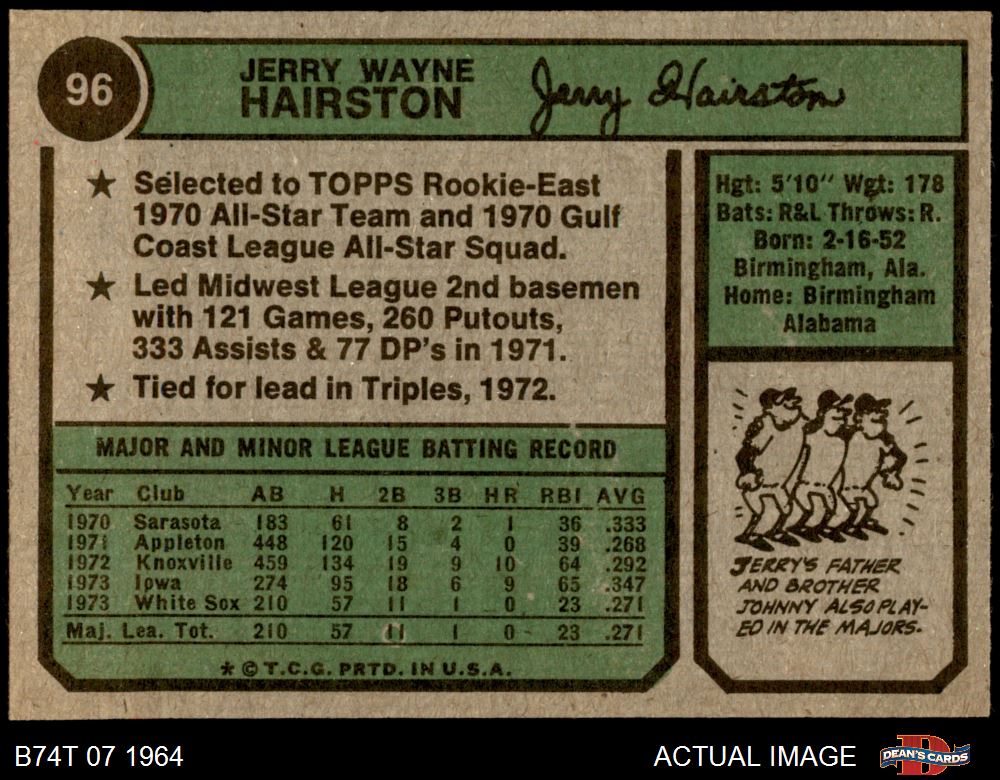 96
JERRY WAYNE
HAIRSTON
Jerry Hairston
★ Selected to TOPPS Rookie-East
1970 All-Star Team and 1970 Gulf
Coast League All-Star Squad.
★ Led Midwest League 2nd basemen
with 121 Games, 260 Putouts,
333 Assists & 77 DP's in 1971.
★ Tied for lead in Triples, 1972.
Hgt: 5'10" Wgt: 178
Bats: R&L Throws: R.
Born: 2-16-52
Birmingham, Ala.
Home: Birmingham
Alabama
MAJOR AND MINOR LEAGUE BATTING RECORD
Year Club AB H 2B 3B HR RBI AVG
1970 Sarasota 183 61 8 2 1 36 .333
1971 Appleton 448 120 15 4 0 39 .268
1972 Knoxville 459 134 19 9 10 64 .292
1973 Iowa 274 95 18 6 9 65 .347
1973 White Sox 210 57 11 1 0 23 .271
Maj. Lea. Tot. 210 57 11 1 0 23 .271
* © T.C.G. PRTD. IN U.S.A.
JERRY'S FATHER
AND BROTHER
JOHNNY ALSO PLAY-
ED IN THE MAJORS.
B74T 07 1964
ACTUAL IMAGE
DEAN'S CARDS